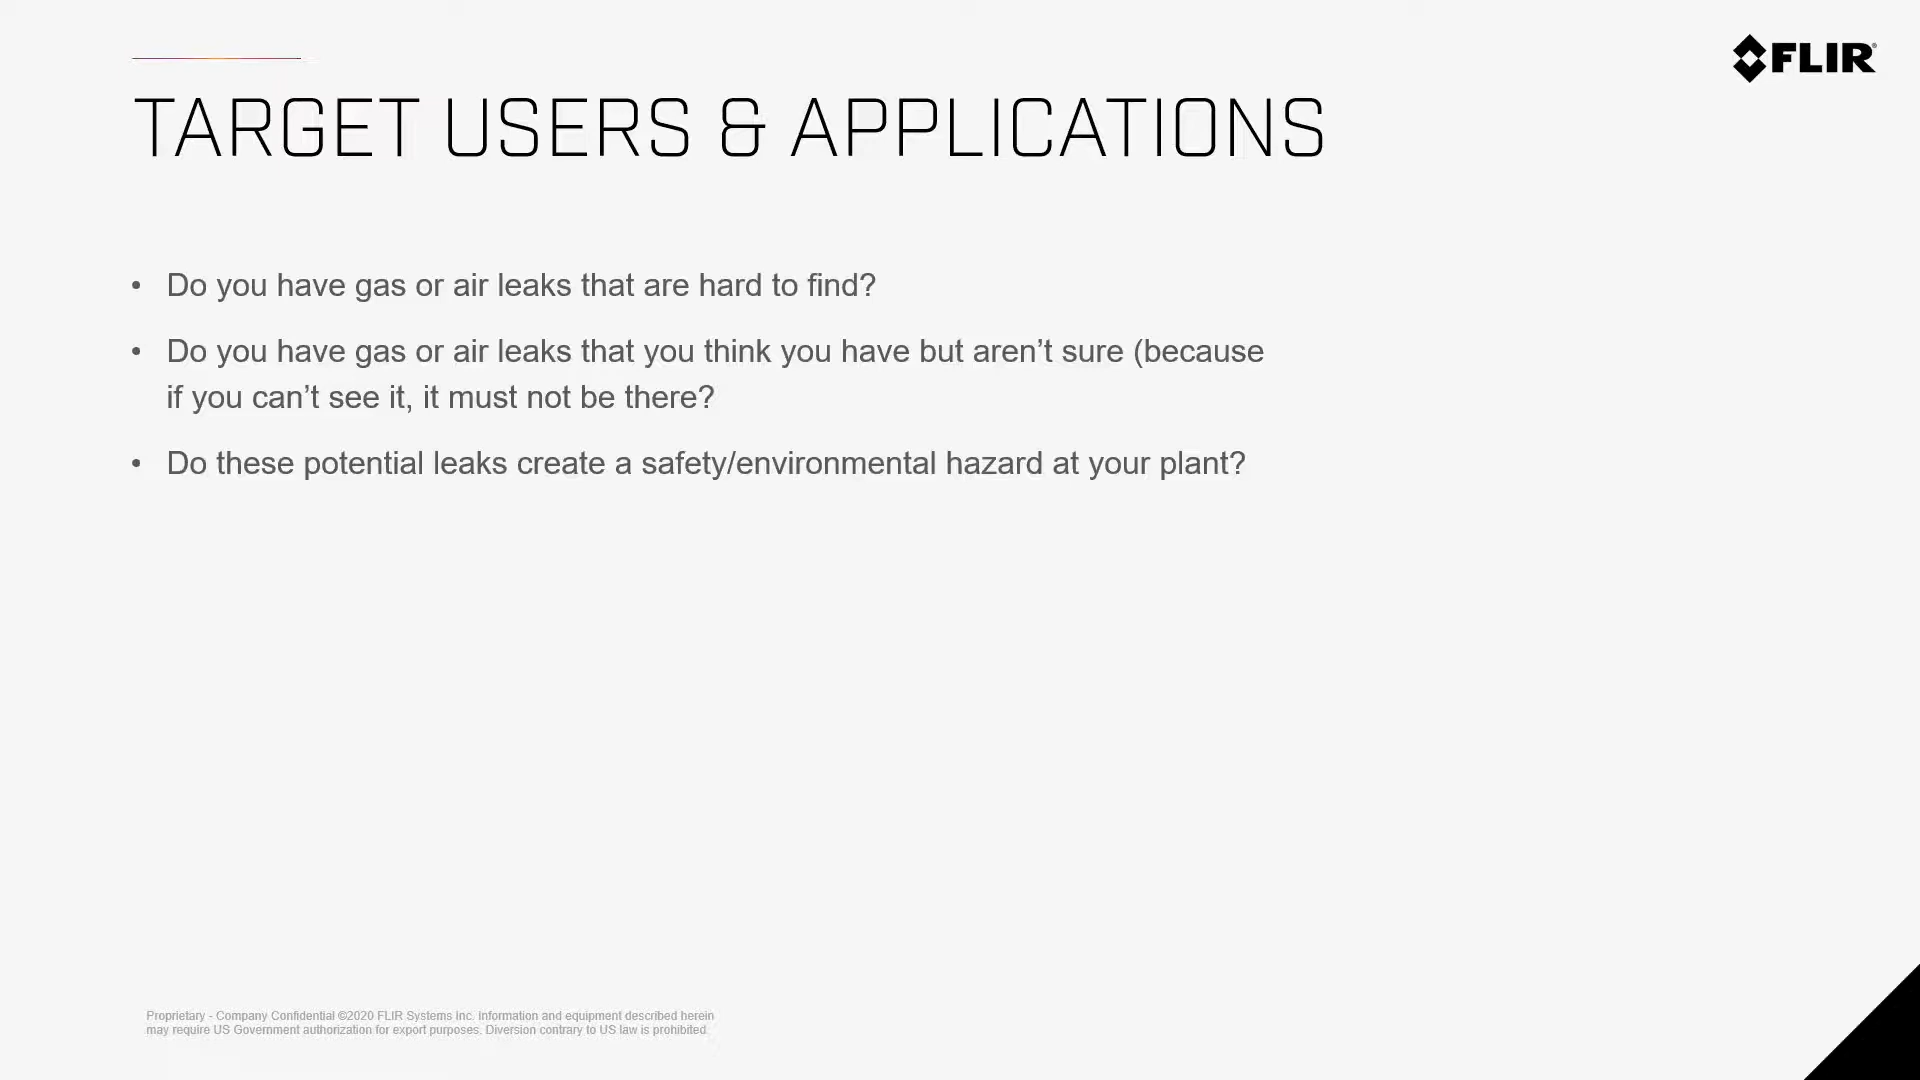 FLIR
TARGET USERS & APPLICATIONS
• Do you have gas or air leaks that are hard to find?
• Do you have gas or air leaks that you think you have but aren’t sure (because
if you can’t see it, it must not be there?
• Do these potential leaks create a safety/environmental hazard at your plant?
Proprietary - Company Confidential ©2020 FLIR Systems Inc. Information and equipment described herein
may require US Government authorization for export purposes. Diversion contrary to US law is prohibited.